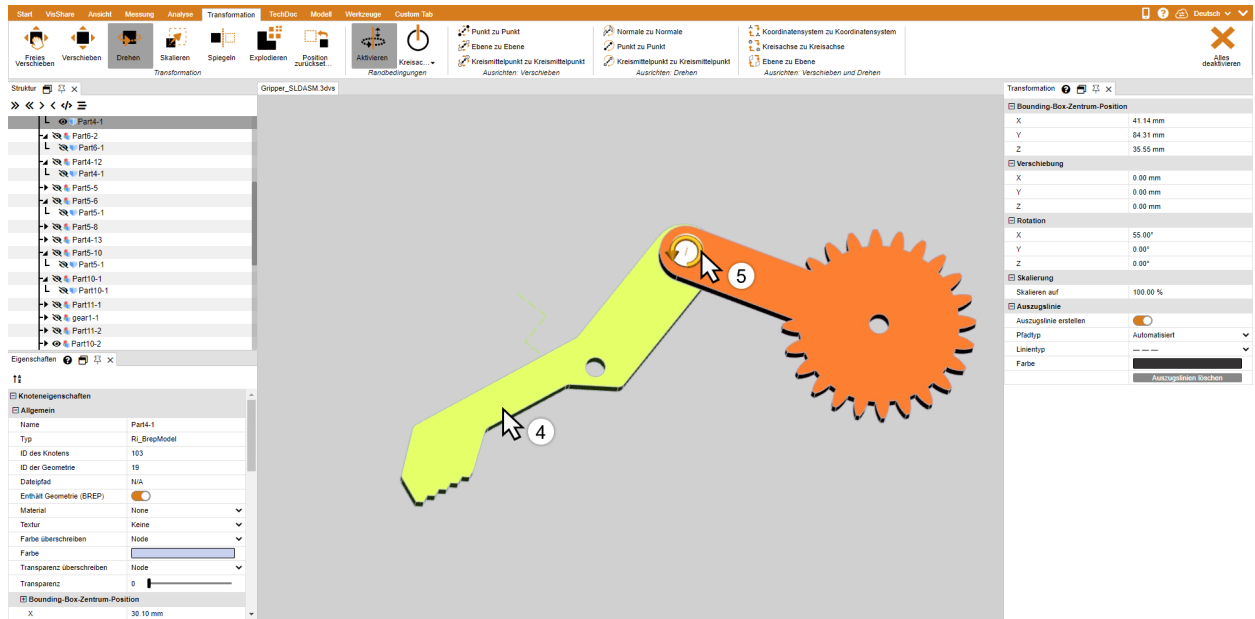 Start VisShare Ansicht Messung Analyse Transformation TechDoc Modell Werkzeuge Custom Tab Deutsch
Freies Verschieben
Verschieben
Drehen
Skalieren
Spiegeln
Explodieren
Position zurückset...
Transformation
Aktivieren
Kreisac...
Randbedingungen
Punkt zu Punkt
Ebene zu Ebene
Kreismittelpunkt zu Kreismittelpunkt
Ausrichten: Verschieben
Normale zu Normale
Punkt zu Punkt
Kreismittelpunkt zu Kreismittelpunkt
Ausrichten: Drehen
Koordinatensystem zu Koordinatensystem
Kreisachse zu Kreisachse
Ebene zu Ebene
Ausrichten: Verschieben und Drehen
Alles deaktivieren
Struktur
Part4-1
Part6-2
Part6-1
Part4-12
Part4-1
Part5-5
Part5-6
Part5-1
Part5-8
Part4-13
Part5-10
Part5-1
Part10-1
Part10-1
Part11-1
gear1-1
Part11-2
Part10-2
Eigenschaften
Knoteneigenschaften
Allgemein
Name Part4-1
Typ Ri_BrepModel
ID des Knotens 103
ID der Geometrie 19
Dateipfad N/A
Enthält Geometrie (BREP)
Material None
Textur Keine
Farbe überschreiben Node
Farbe
Transparenz überschreiben Node
Transparenz 0
Bounding-Box-Zentrum-Position
X 30.10 mm
Gripper_SLDASM.3dvs
5
4
Transformation
Bounding-Box-Zentrum-Position
X 41.14 mm
Y 84.31 mm
Z 35.55 mm
Verschiebung
X 0.00 mm
Y 0.00 mm
Z 0.00 mm
Rotation
X 55.00°
Y 0.00°
Z 0.00°
Skalierung
Skalieren auf 100.00 %
Auszugslinie
Auszugslinie erstellen
Pfadtyp Automatisiert
Linientyp
Farbe
Auszugslinien löschen